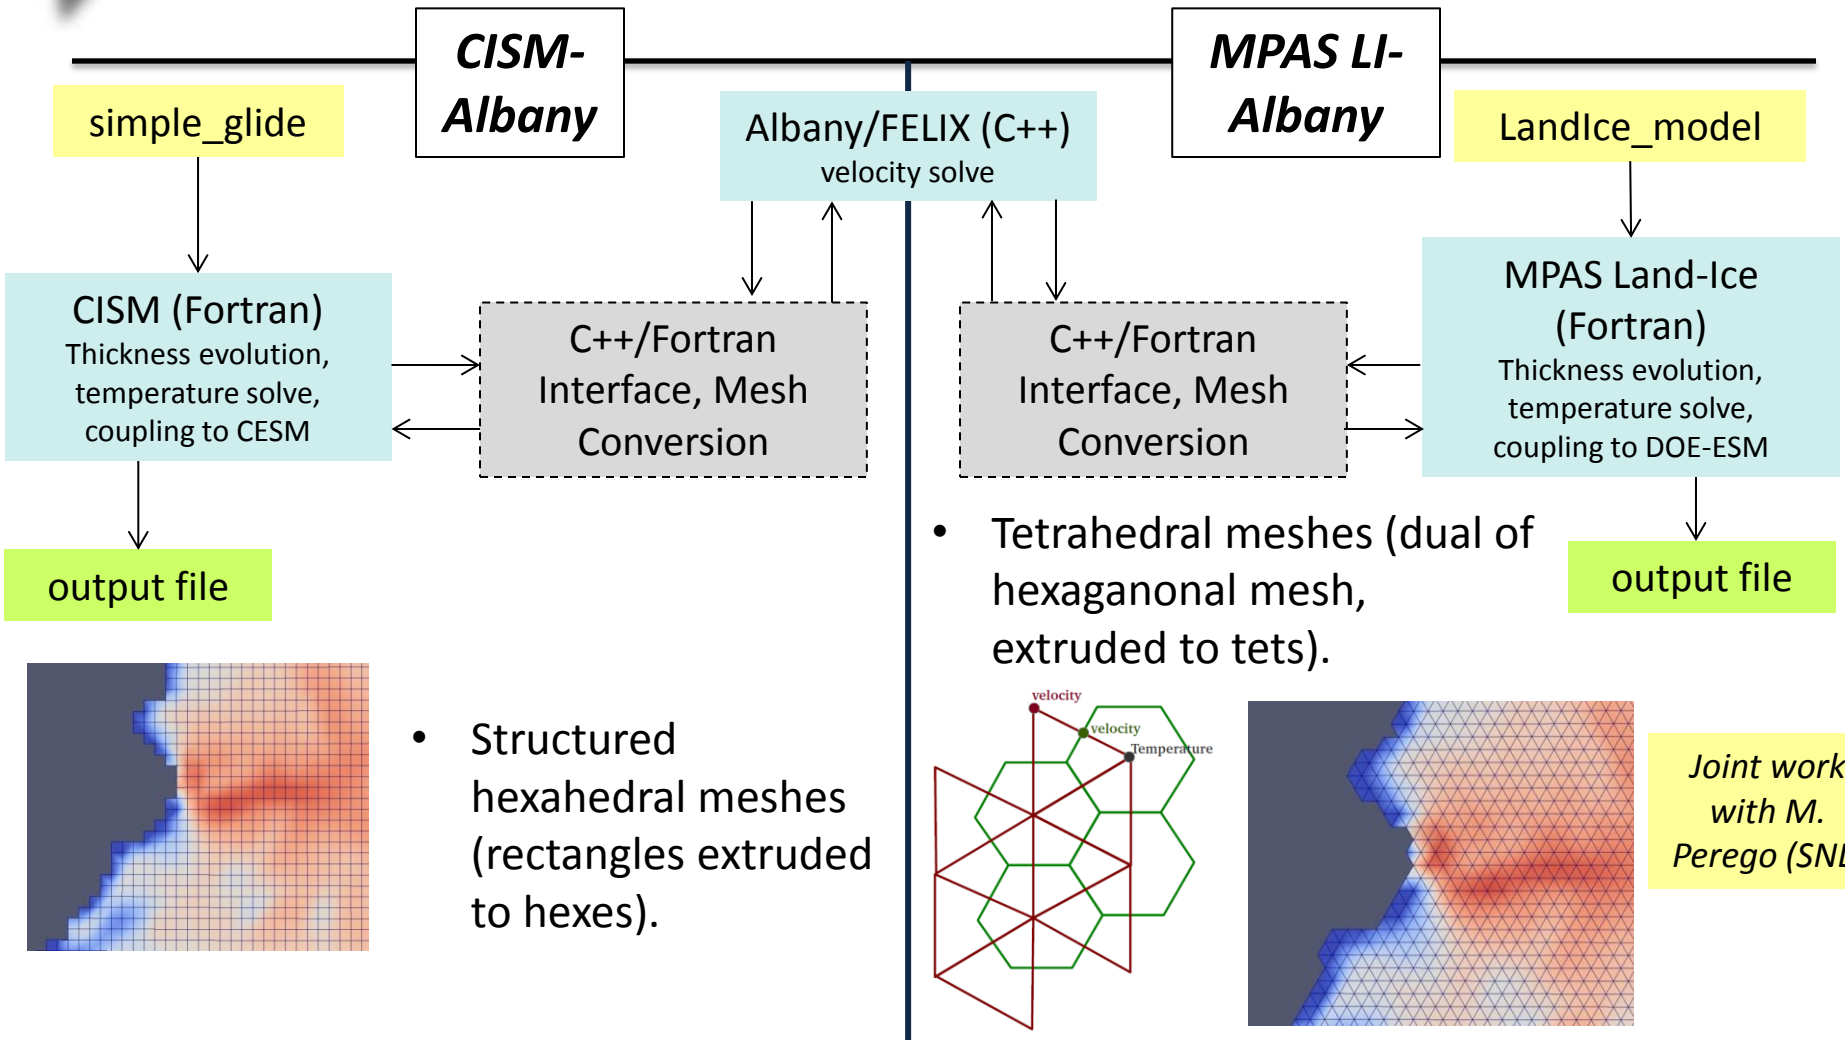 CISM-
Albany
MPAS LI-
Albany
simple_glide
Albany/FELIX (C++)
velocity solve
LandIce_model
CISM (Fortran)
Thickness evolution,
temperature solve,
coupling to CESM
C++/Fortran
Interface, Mesh
Conversion
C++/Fortran
Interface, Mesh
Conversion
MPAS Land-Ice
(Fortran)
Thickness evolution,
temperature solve,
coupling to DOE-ESM
output file
• Tetrahedral meshes (dual of
hexaganonal mesh,
extruded to tets).
output file
• Structured
hexahedral meshes
(rectangles extruded
to hexes).
velocity
velocity
Temperature
Joint work
with M.
Perego (SNL